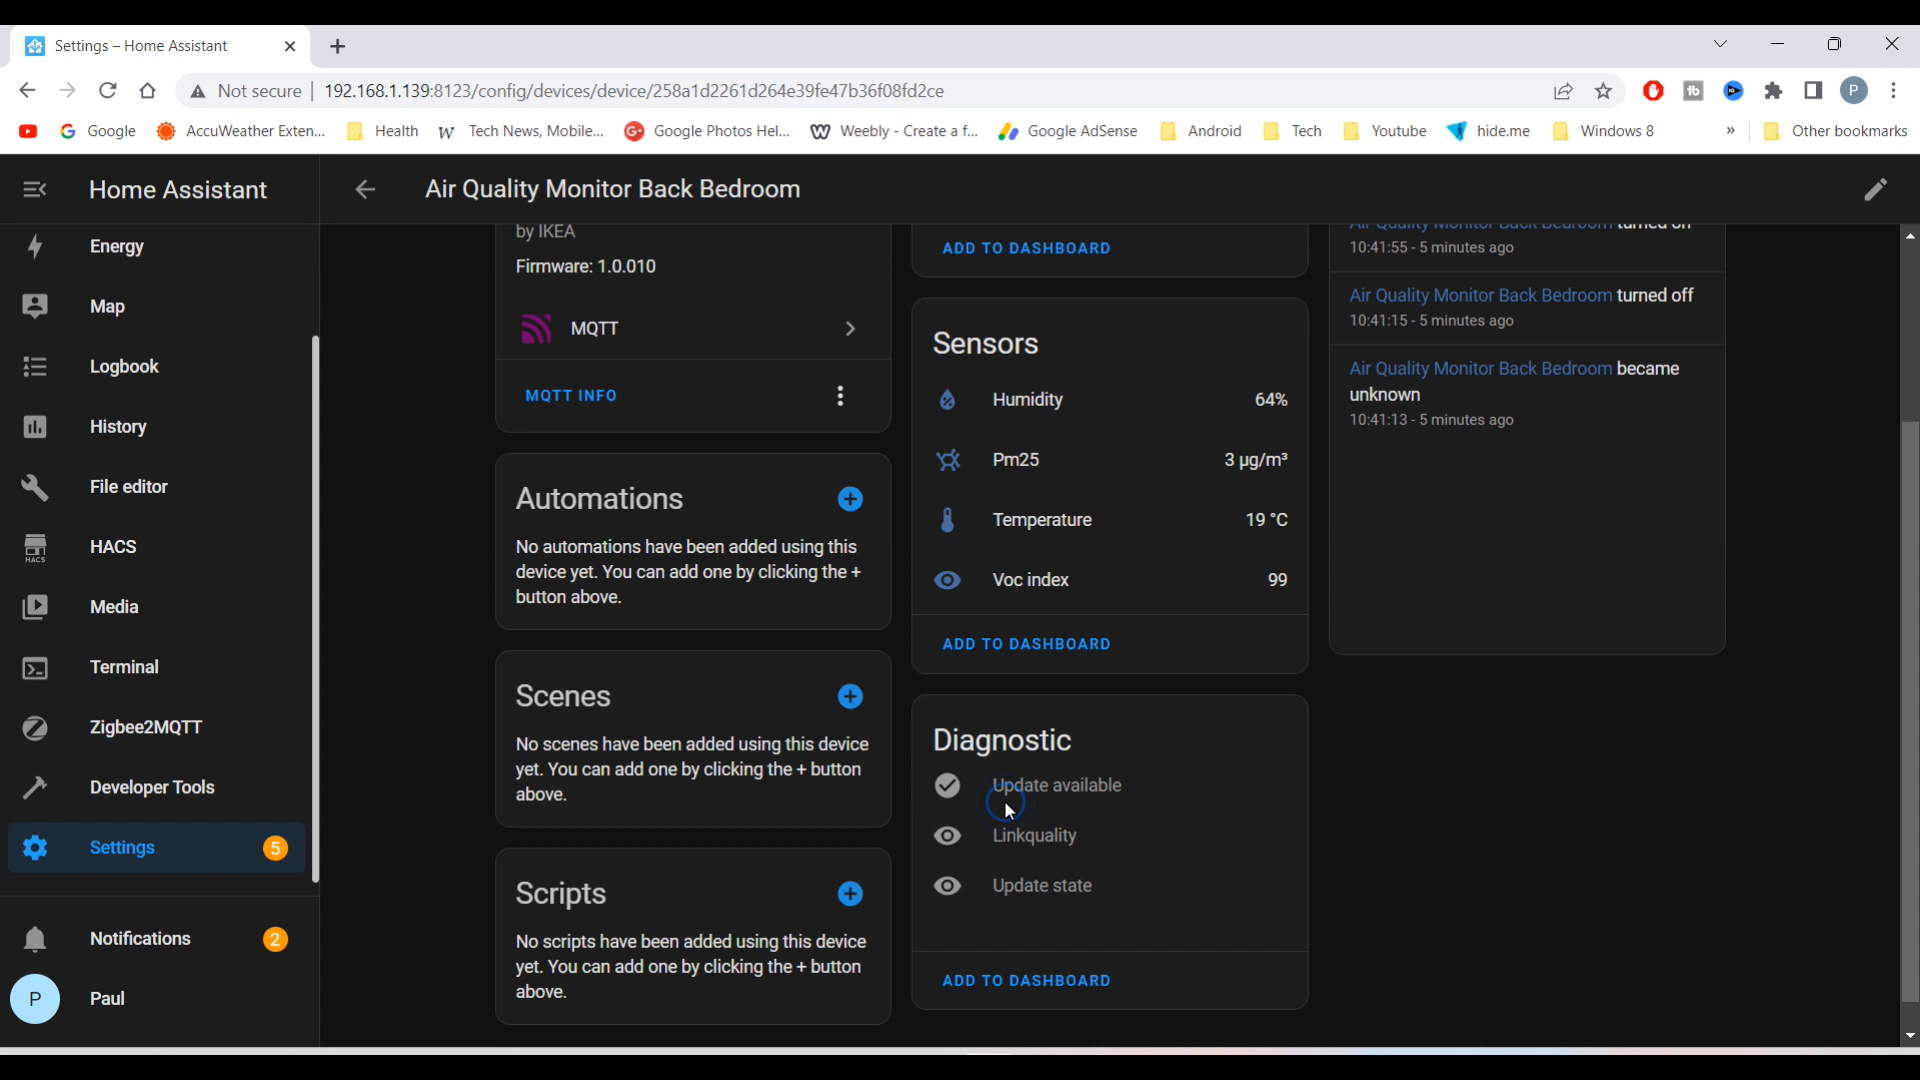 Settings – Home Assistant
Not secure
192.168.1.139:8123/config/devices/device/258a1d2261d264e39fe47b36f08fd2ce
P
Google
AccuWeather Exten...
Health
Tech News, Mobile...
Google Photos Hel...
Weebly - Create a f...
Google AdSense
Android
Tech
Youtube
hide.me
Windows 8
»
Other bookmarks
Home Assistant
Energy
Map
Logbook
History
File editor
HACS
HACS
Media
Terminal
Zigbee2MQTT
Developer Tools
Settings
5
Notifications
2
P
Paul
Air Quality Monitor Back Bedroom
by IKEA
Firmware: 1.0.010
MQTT
MQTT INFO
Automations
No automations have been added using this
device yet. You can add one by clicking the +
button above.
Scenes
No scenes have been added using this device
yet. You can add one by clicking the + button
above.
Scripts
No scripts have been added using this device
yet. You can add one by clicking the + button
above.
ADD TO DASHBOARD
Sensors
Humidity 64%
Pm25 3 µg/m³
Temperature 19 °C
Voc index 99
ADD TO DASHBOARD
Diagnostic
Update available
Linkquality
Update state
ADD TO DASHBOARD
Air Quality Monitor Back Bedroom turned
10:41:55 - 5 minutes ago
Air Quality Monitor Back Bedroom turned off
10:41:15 - 5 minutes ago
Air Quality Monitor Back Bedroom became
unknown
10:41:13 - 5 minutes ago